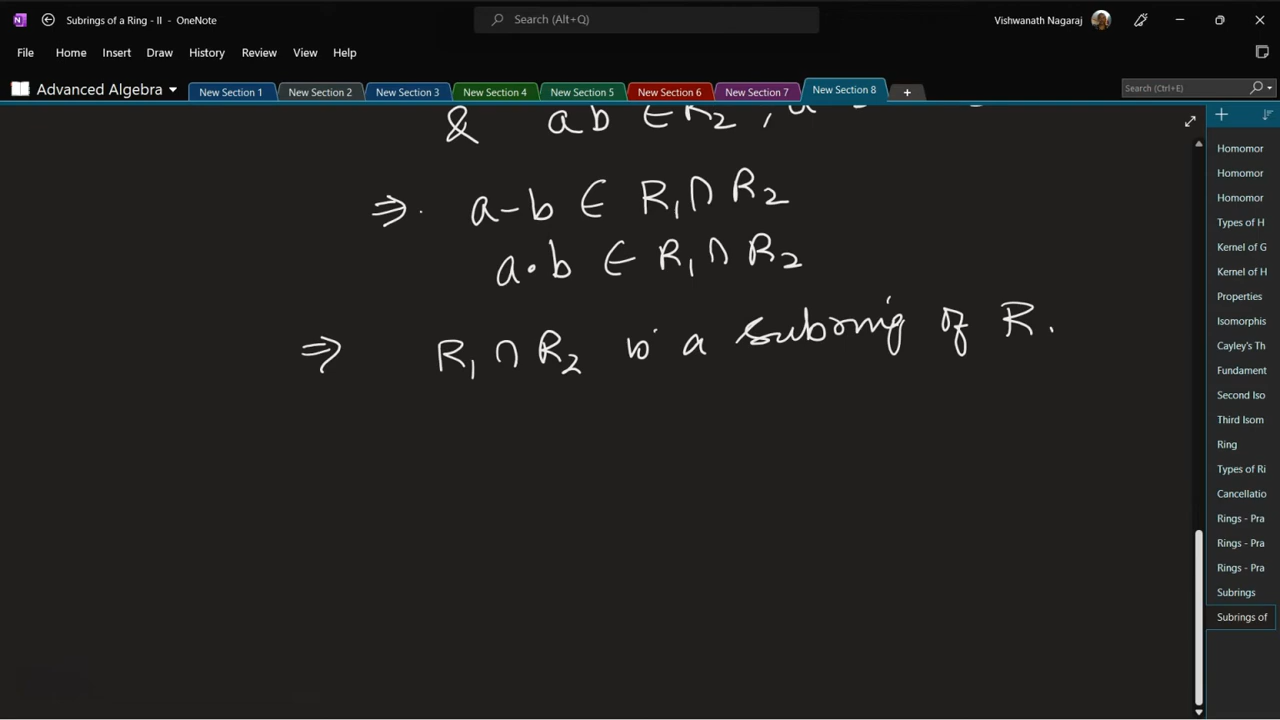 Subrings of a Ring - II - OneNote
Search (Alt+Q)
Vishwanath Nagaraj
File Home Insert Draw History Review View Help
Advanced Algebra
New Section 1 New Section 2 New Section 3 New Section 4 New Section 5 New Section 6 New Section 7 New Section 8 +
Search (Ctrl+E)
& ab ∈ R₂,
⇒ a-b ∈ R₁ ∩ R₂
a·b ∈ R₁ ∩ R₂
⇒ R₁ ∩ R₂ is a subring of R.
Homomor
Homomor
Homomor
Types of H
Kernel of G
Kernel of H
Properties
Isomorphis
Cayley's Th
Fundament
Second Iso
Third Isom
Ring
Types of Ri
Cancellatio
Rings - Pra
Rings - Pra
Rings - Pra
Subrings
Subrings of